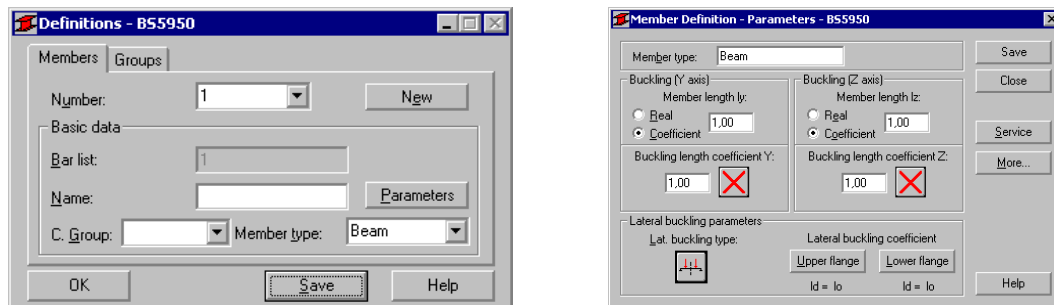 Definitions - BS5950
Members Groups
Number: 1 New
Basic data
Bar list: 1
Name: Parameters
C. Group: Member type: Beam
OK Save Help
Member Definition - Parameters - BS5950
Member type: Beam Save
Buckling (Y axis) Buckling (Z axis) Close
Member length ly: Member length lz:
Real Real
1,00 1,00
Coefficient Coefficient Service
Buckling length coefficient Y: Buckling length coefficient Z: More...
1,00 1,00
Lateral buckling parameters
Lat. buckling type: Lateral buckling coefficient
Upper flange Lower flange
ld = lo ld = lo Help